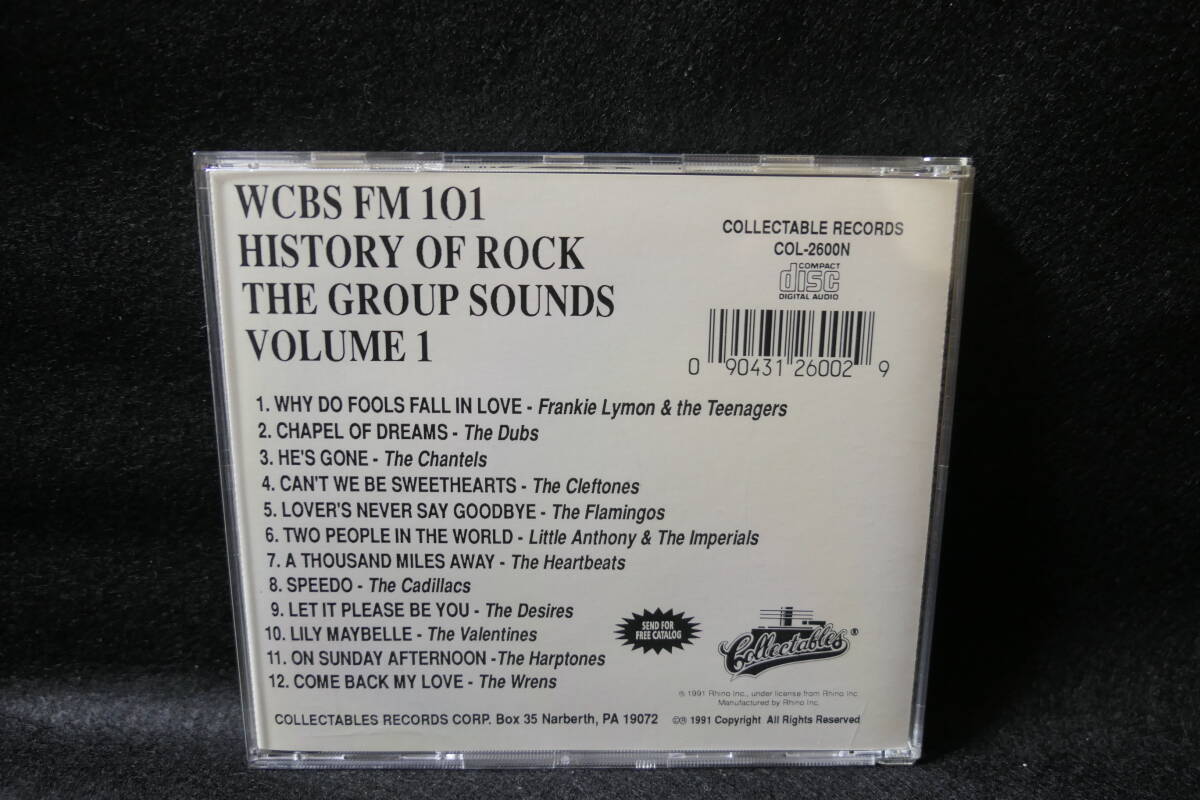 WCBS FM 101
HISTORY OF ROCK
THE GROUP SOUNDS
VOLUME 1
COLLECTABLE RECORDS
COL-2600N
COMPACT
disc
DIGITAL AUDIO
0 90431 26002 9
1. WHY DO FOOLS FALL IN LOVE - Frankie Lymon & the Teenagers
2. CHAPEL OF DREAMS - The Dubs
3. HE'S GONE - The Chantels
4. CAN'T WE BE SWEETHEARTS - The Cleftones
5. LOVER'S NEVER SAY GOODBYE - The Flamingos
6. TWO PEOPLE IN THE WORLD - Little Anthony & The Imperials
7. A THOUSAND MILES AWAY - The Heartbeats
8. SPEEDO - The Cadillacs
9. LET IT PLEASE BE YOU - The Desires
10. LILY MAYBELLE - The Valentines
11. ON SUNDAY AFTERNOON -The Harptones
12. COME BACK MY LOVE - The Wrens
SEND FOR
FREE CATALOG
Collectables®
℗ 1991 Rhino Inc., under license from Rhino Inc.
Manufactured by Rhino Inc.
COLLECTABLES RECORDS CORP. Box 35 Narberth, PA 19072 ©℗ 1991 Copyright All Rights Reserved